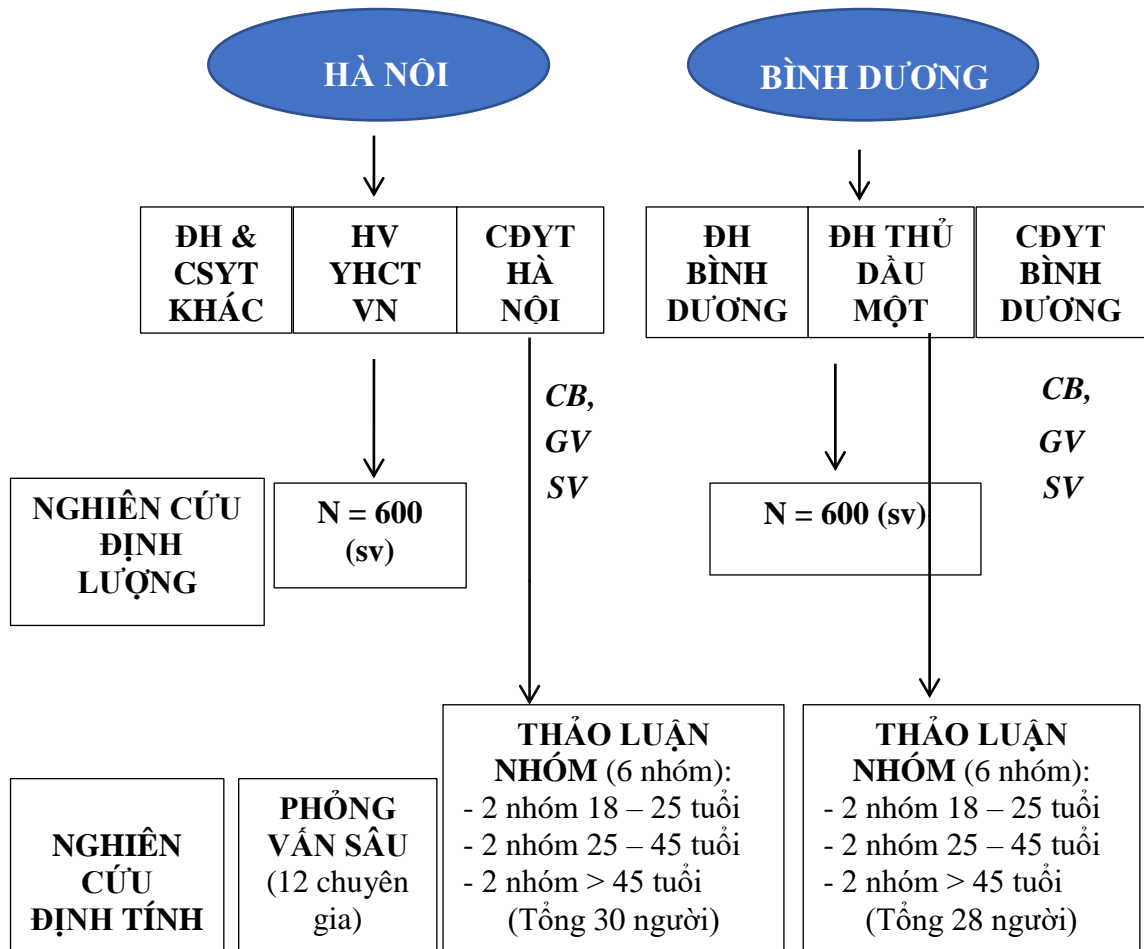 HÀ NÔI
BÌNH DƯƠNG
ĐH &
CSYT
KHÁC
HV
YHCT
VN
CĐYT
HÀ
NỘI
ĐH
BÌNH
DƯƠNG
ĐH THỦ
DẦU
MỘT
CĐYT
BÌNH
DƯƠNG
CB,
GV
SV
CB,
GV
SV
NGHIÊN CỨU
ĐỊNH
LƯỢNG
N = 600
(sv)
N = 600 (sv)
NGHIÊN
CỨU
ĐỊNH TÍNH
PHỎNG
VẤN SÂU
(12 chuyên
gia)
THẢO LUẬN
NHÓM (6 nhóm):
- 2 nhóm 18 – 25 tuổi
- 2 nhóm 25 – 45 tuổi
- 2 nhóm > 45 tuổi
(Tổng 30 người)
THẢO LUẬN
NHÓM (6 nhóm):
- 2 nhóm 18 – 25 tuổi
- 2 nhóm 25 – 45 tuổi
- 2 nhóm > 45 tuổi
(Tổng 28 người)